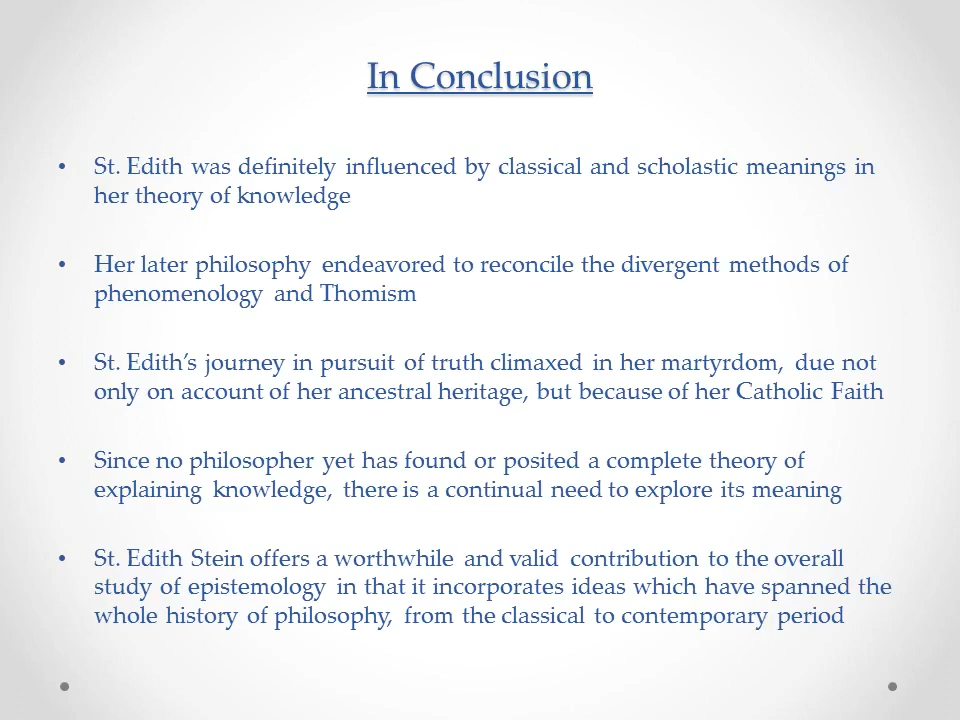 In Conclusion
• St. Edith was definitely influenced by classical and scholastic meanings in
her theory of knowledge
• Her later philosophy endeavored to reconcile the divergent methods of
phenomenology and Thomism
• St. Edith’s journey in pursuit of truth climaxed in her martyrdom, due not
only on account of her ancestral heritage, but because of her Catholic Faith
• Since no philosopher yet has found or posited a complete theory of
explaining knowledge, there is a continual need to explore its meaning
• St. Edith Stein offers a worthwhile and valid contribution to the overall
study of epistemology in that it incorporates ideas which have spanned the
whole history of philosophy, from the classical to contemporary period